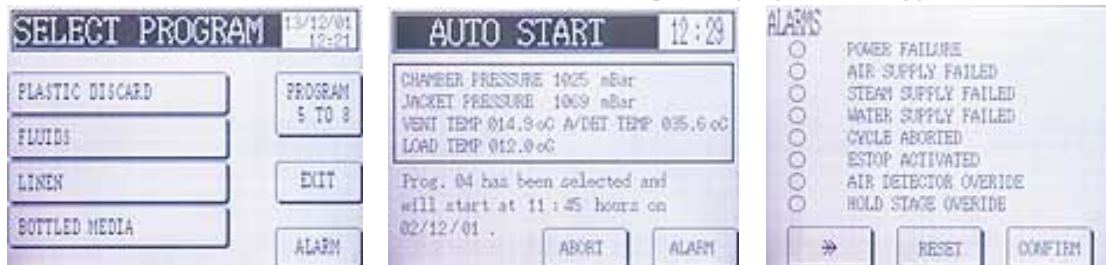 SELECT PROGRAM 13/12/01
12:21
PLASTIC DISCARD
PROGRAM
5 TO 8
FLUIDS
LINEN
EXIT
BOTTLED MEDIA
ALARM
AUTO START 12:29
CHAMBER PRESSURE 1025 mBar
JACKET PRESSURE 1069 mBar
VENT TEMP 014.9oC A/DET TEMP 035.6oC
LOAD TEMP 012.0oC
Prog. 04 has been selected and
will start at 11:45 hours on
02/12/01 .
ABORT ALARM
ALARMS
POWER FAILURE
AIR SUPPLY FAILED
STEAM SUPPLY FAILED
WATER SUPPLY FAILED
CYCLE ABORTED
ESTOP ACTIVATED
AIR DETECTOR OVERIDE
HOLD STAGE OVERIDE
» RESET CONFIRM